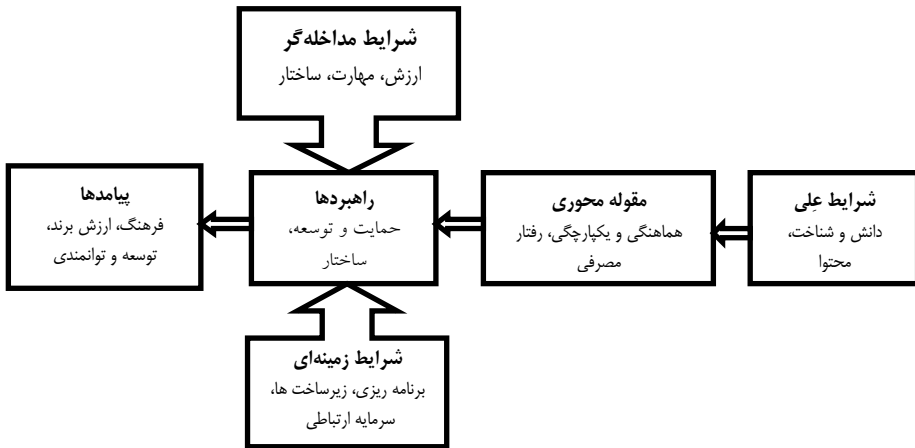 شرایط مداخله‌گر
ارزش، مهارت، ساختار
شرایط عِلی
دانش و شناخت،
محتوا
مقوله محوری
هماهنگی و یکپارچگی، رفتار
مصرفی
راهبردها
حمایت و توسعه،
ساختار
پیامدها
فرهنگ، ارزش برند،
توسعه و توانمندی
شرایط زمینه‌ای
برنامه ریزی، زیرساخت ها،
سرمایه ارتباطی